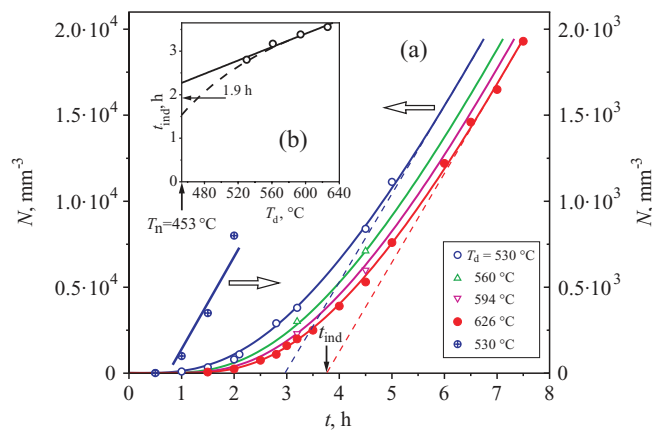 2.0·10⁴
1.5·10⁴
1.0·10⁴
0.5·10⁴
0
N, mm⁻³
0 1 2 3 4 5 6 7 8
t, h
2.0·10³
1.5·10³
1.0·10³
0.5·10³
0
N, mm⁻³
(a)
t_ind
T_d = 530 °C
560 °C
594 °C
626 °C
530 °C
3
2
1
0
t_ind, h
1.9 h
(b)
480 520 560 600 640
T_n=453 °C
T_d, °C